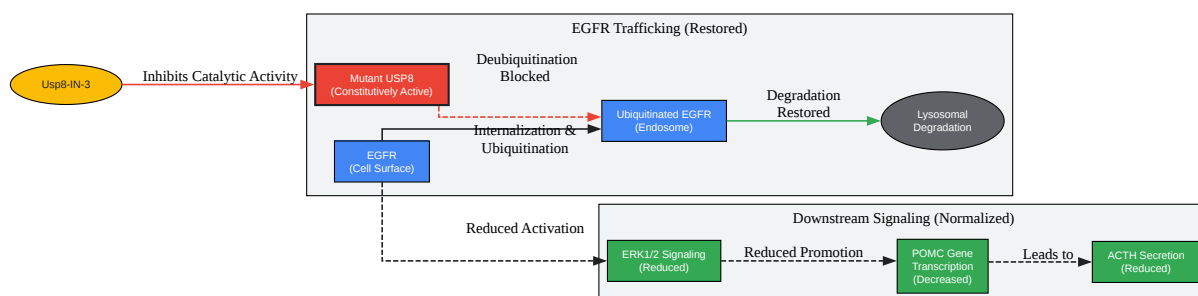 EGFR Trafficking (Restored)
Usp8-IN-3
Inhibits Catalytic Activity
Mutant USP8
(Constitutively Active)
Deubiquitination
Blocked
Internalization &
Ubiquitination
EGFR
(Cell Surface)
Ubiquitinated EGFR
(Endosome)
Degradation
Restored
Lysosomal
Degradation
Reduced Activation
Downstream Signaling (Normalized)
ERK1/2 Signaling
(Reduced)
Reduced Promotion
POMC Gene
Transcription
(Decreased)
Leads to
ACTH Secretion
(Reduced)